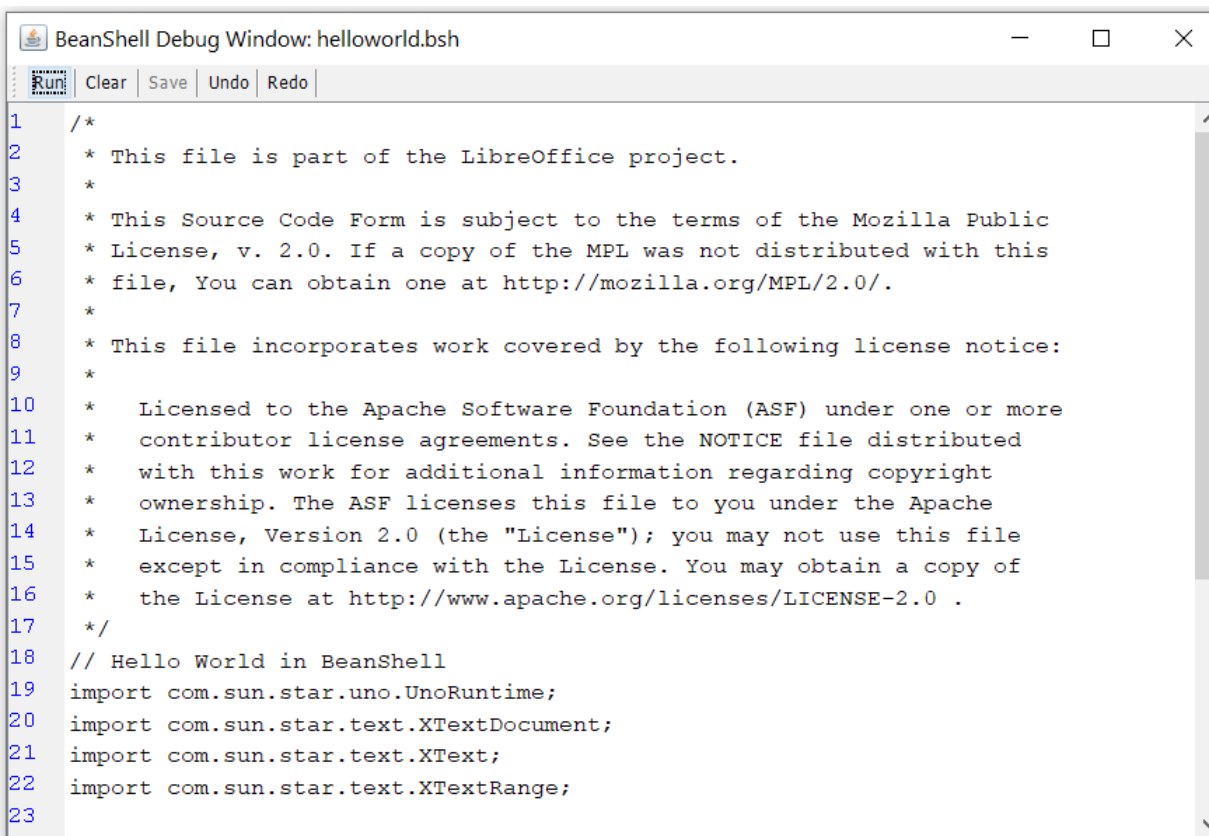 BeanShell Debug Window: helloworld.bsh
Run Clear Save Undo Redo
1 /*
2  * This file is part of the LibreOffice project.
3  *
4  * This Source Code Form is subject to the terms of the Mozilla Public
5  * License, v. 2.0. If a copy of the MPL was not distributed with this
6  * file, You can obtain one at http://mozilla.org/MPL/2.0/.
7  *
8  * This file incorporates work covered by the following license notice:
9  *
10  *   Licensed to the Apache Software Foundation (ASF) under one or more
11  *   contributor license agreements. See the NOTICE file distributed
12  *   with this work for additional information regarding copyright
13  *   ownership. The ASF licenses this file to you under the Apache
14  *   License, Version 2.0 (the "License"); you may not use this file
15  *   except in compliance with the License. You may obtain a copy of
16  *   the License at http://www.apache.org/licenses/LICENSE-2.0 .
17  */
18 // Hello World in BeanShell
19 import com.sun.star.uno.UnoRuntime;
20 import com.sun.star.text.XTextDocument;
21 import com.sun.star.text.XText;
22 import com.sun.star.text.XTextRange;
23